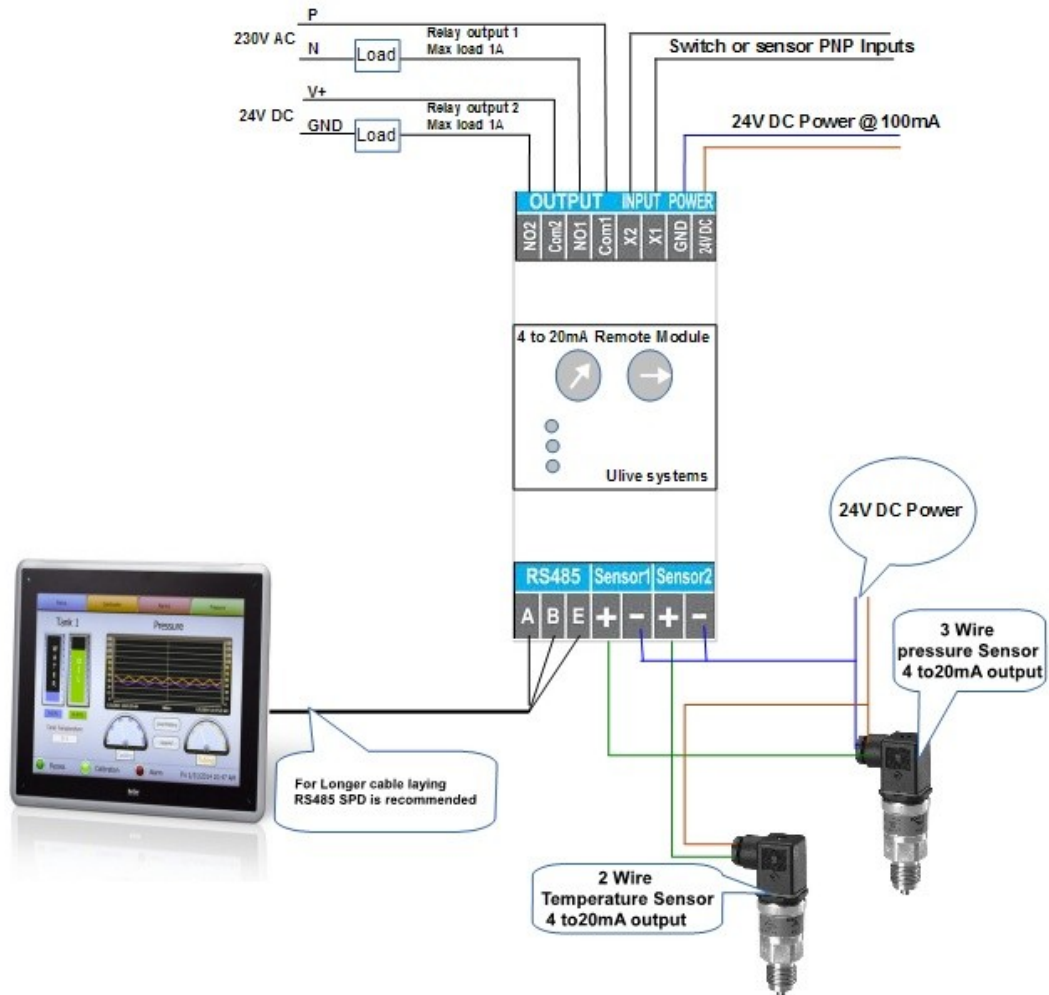 P
230V AC
N
Load
Relay output 1
Max load 1A
V+
24V DC
GND
Load
Relay output 2
Max load 1A
Switch or sensor PNP Inputs
24V DC Power @ 100mA
OUTPUT INPUT POWER
NO2 Com2 NO1 Com1 X2 X1 GND 24V DC
4 to 20mA Remote Module
Ulive systems
RS485 Sensor1 Sensor2
A B E + - + -
24V DC Power
3 Wire
pressure Sensor
4 to20mA output
Tank 1
Pressure
Calibration
Alarm
For Longer cable laying
RS485 SPD is recommended
2 Wire
Temperature Sensor
4 to20mA output